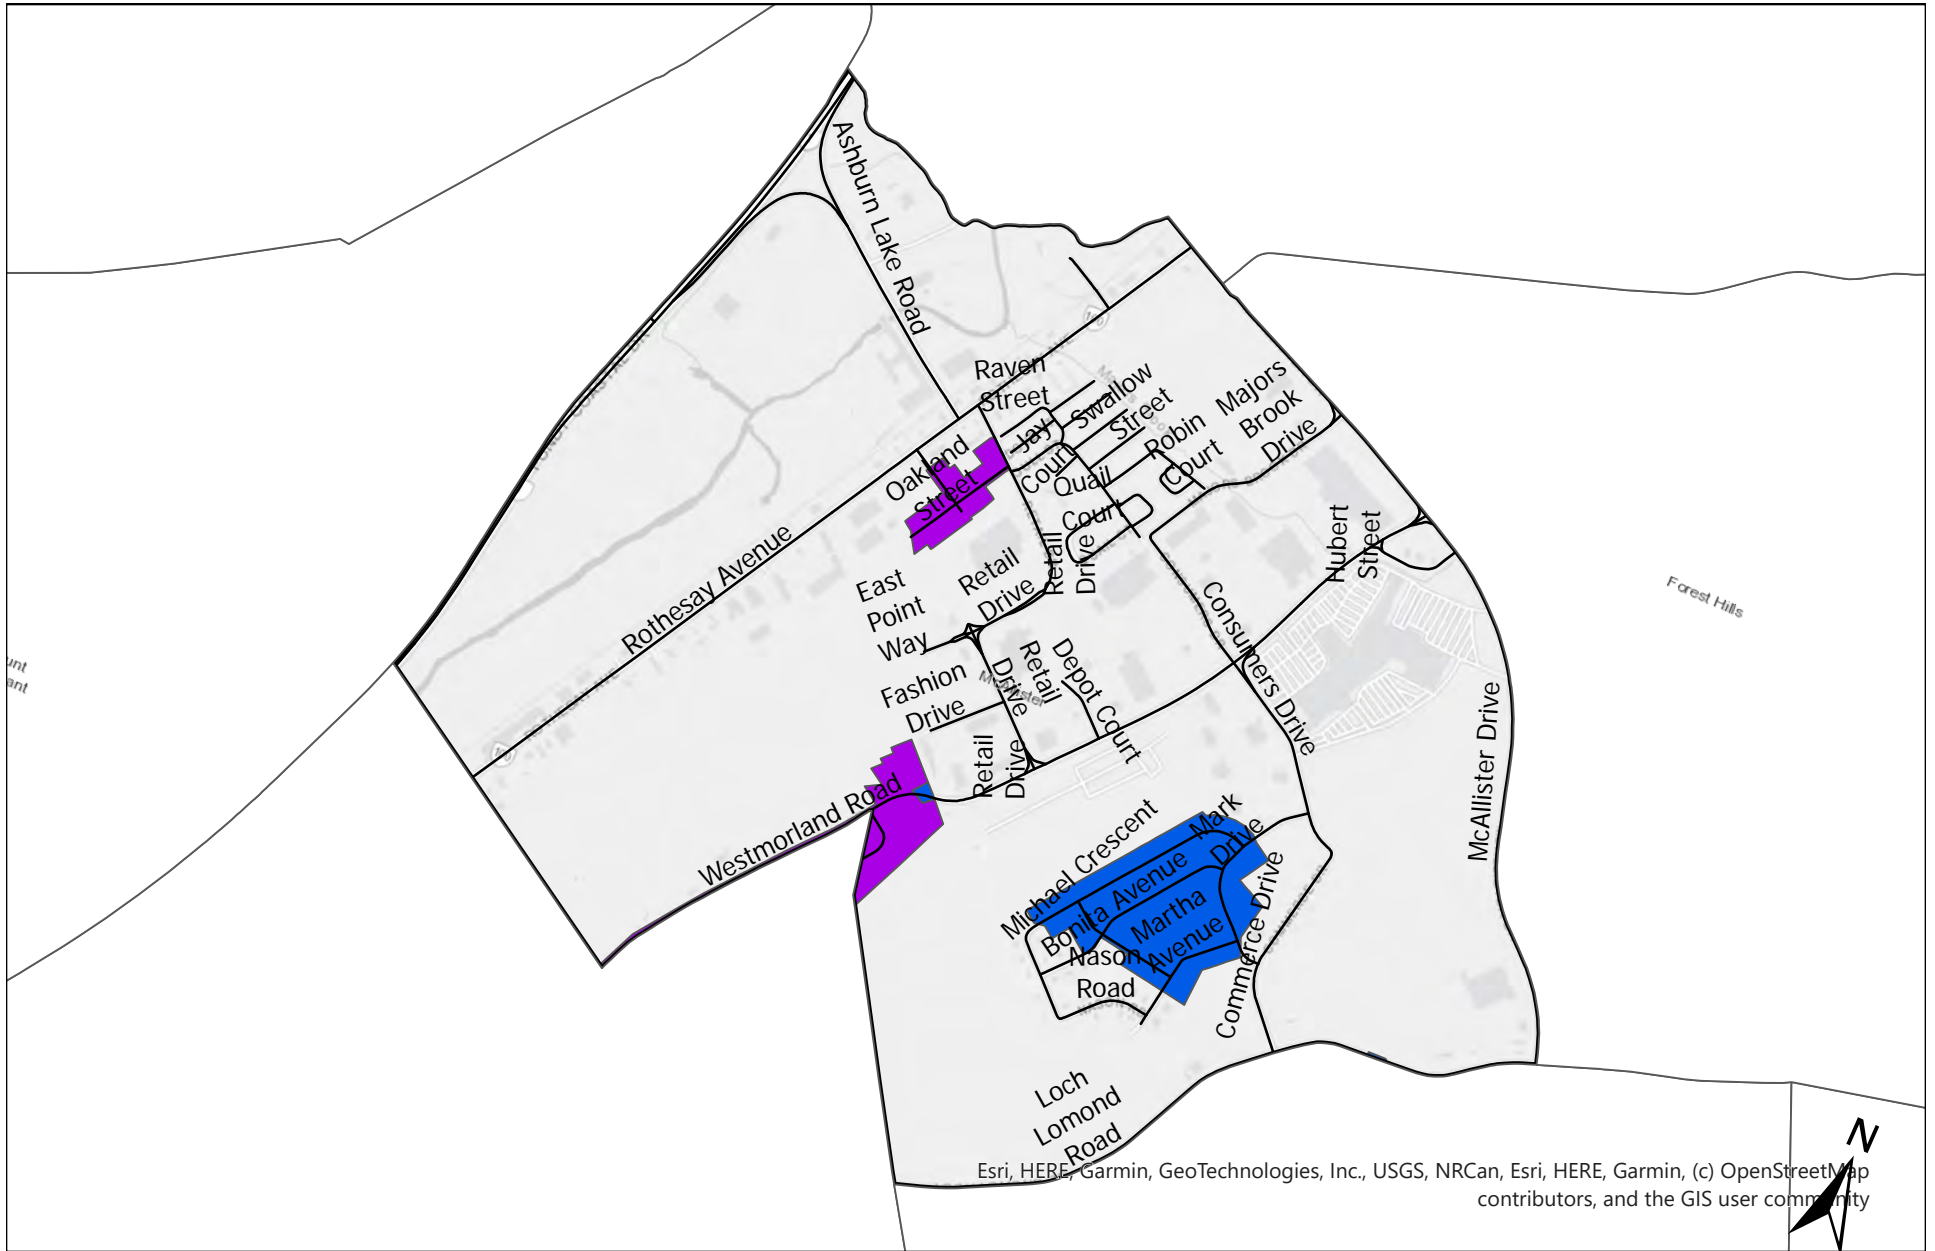 Ashburn Lake Road
Raven
Street
Swallow
Street
Jay
Court
Majors
Brook
Drive
Robin
Court
Oakland
Street
Quail
Court
Hubert
Street
Rothesay Avenue
East
Point
Way
Retail
Drive
Retail
Drive
Consumers Drive
Forest Hills
Retail
Drive
Depot Court
McAllister
Fashion
Drive
Retail
Drive
McAllister Drive
Westmorland Road
Michael Crescent
Mark
Drive
Bonita Avenue
Martha
Avenue
Nason
Road
Commerce Drive
Loch
Lomond
Road
N
Esri, HERE, Garmin, GeoTechnologies, Inc., USGS, NRCan, Esri, HERE, Garmin, (c) OpenStreetMap
contributors, and the GIS user community